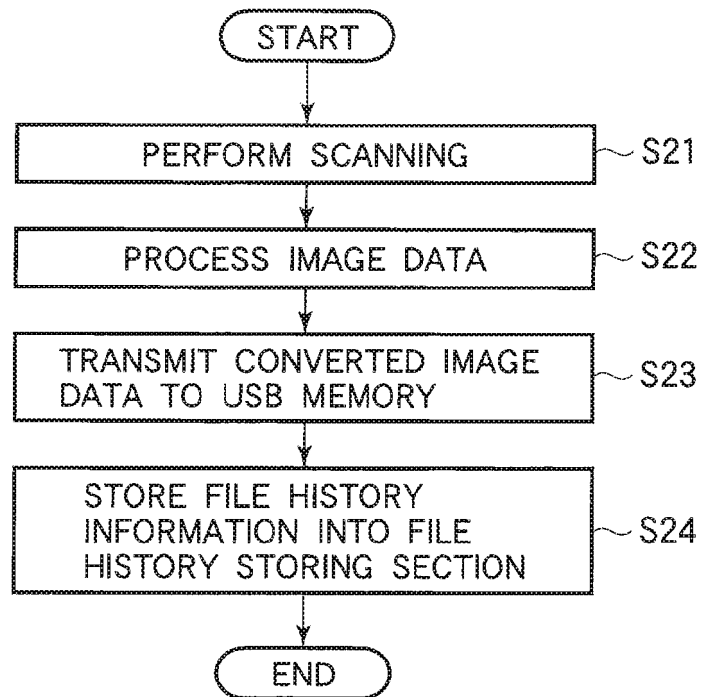 START
PERFORM SCANNING
S21
PROCESS IMAGE DATA
S22
TRANSMIT CONVERTED IMAGE
DATA TO USB MEMORY
S23
STORE FILE HISTORY
INFORMATION INTO FILE
HISTORY STORING SECTION
S24
END